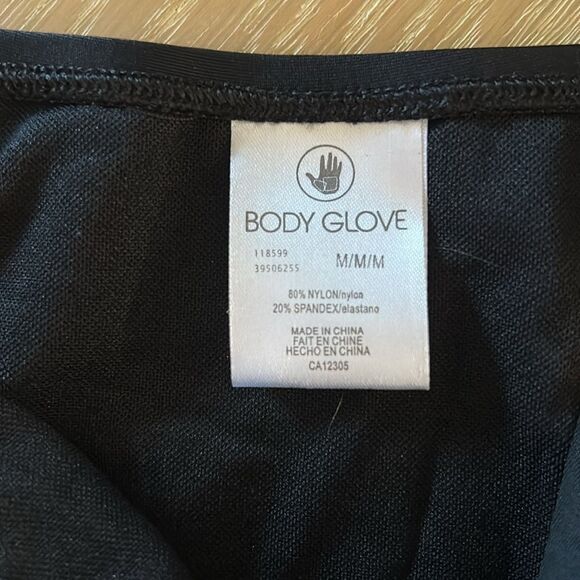 BODY GLOVE
118599
39506255
M/M/M
80% NYLON/nylon
20% SPANDEX/elastano
MADE IN CHINA
FAIT EN CHINE
HECHO EN CHINA
CA12305